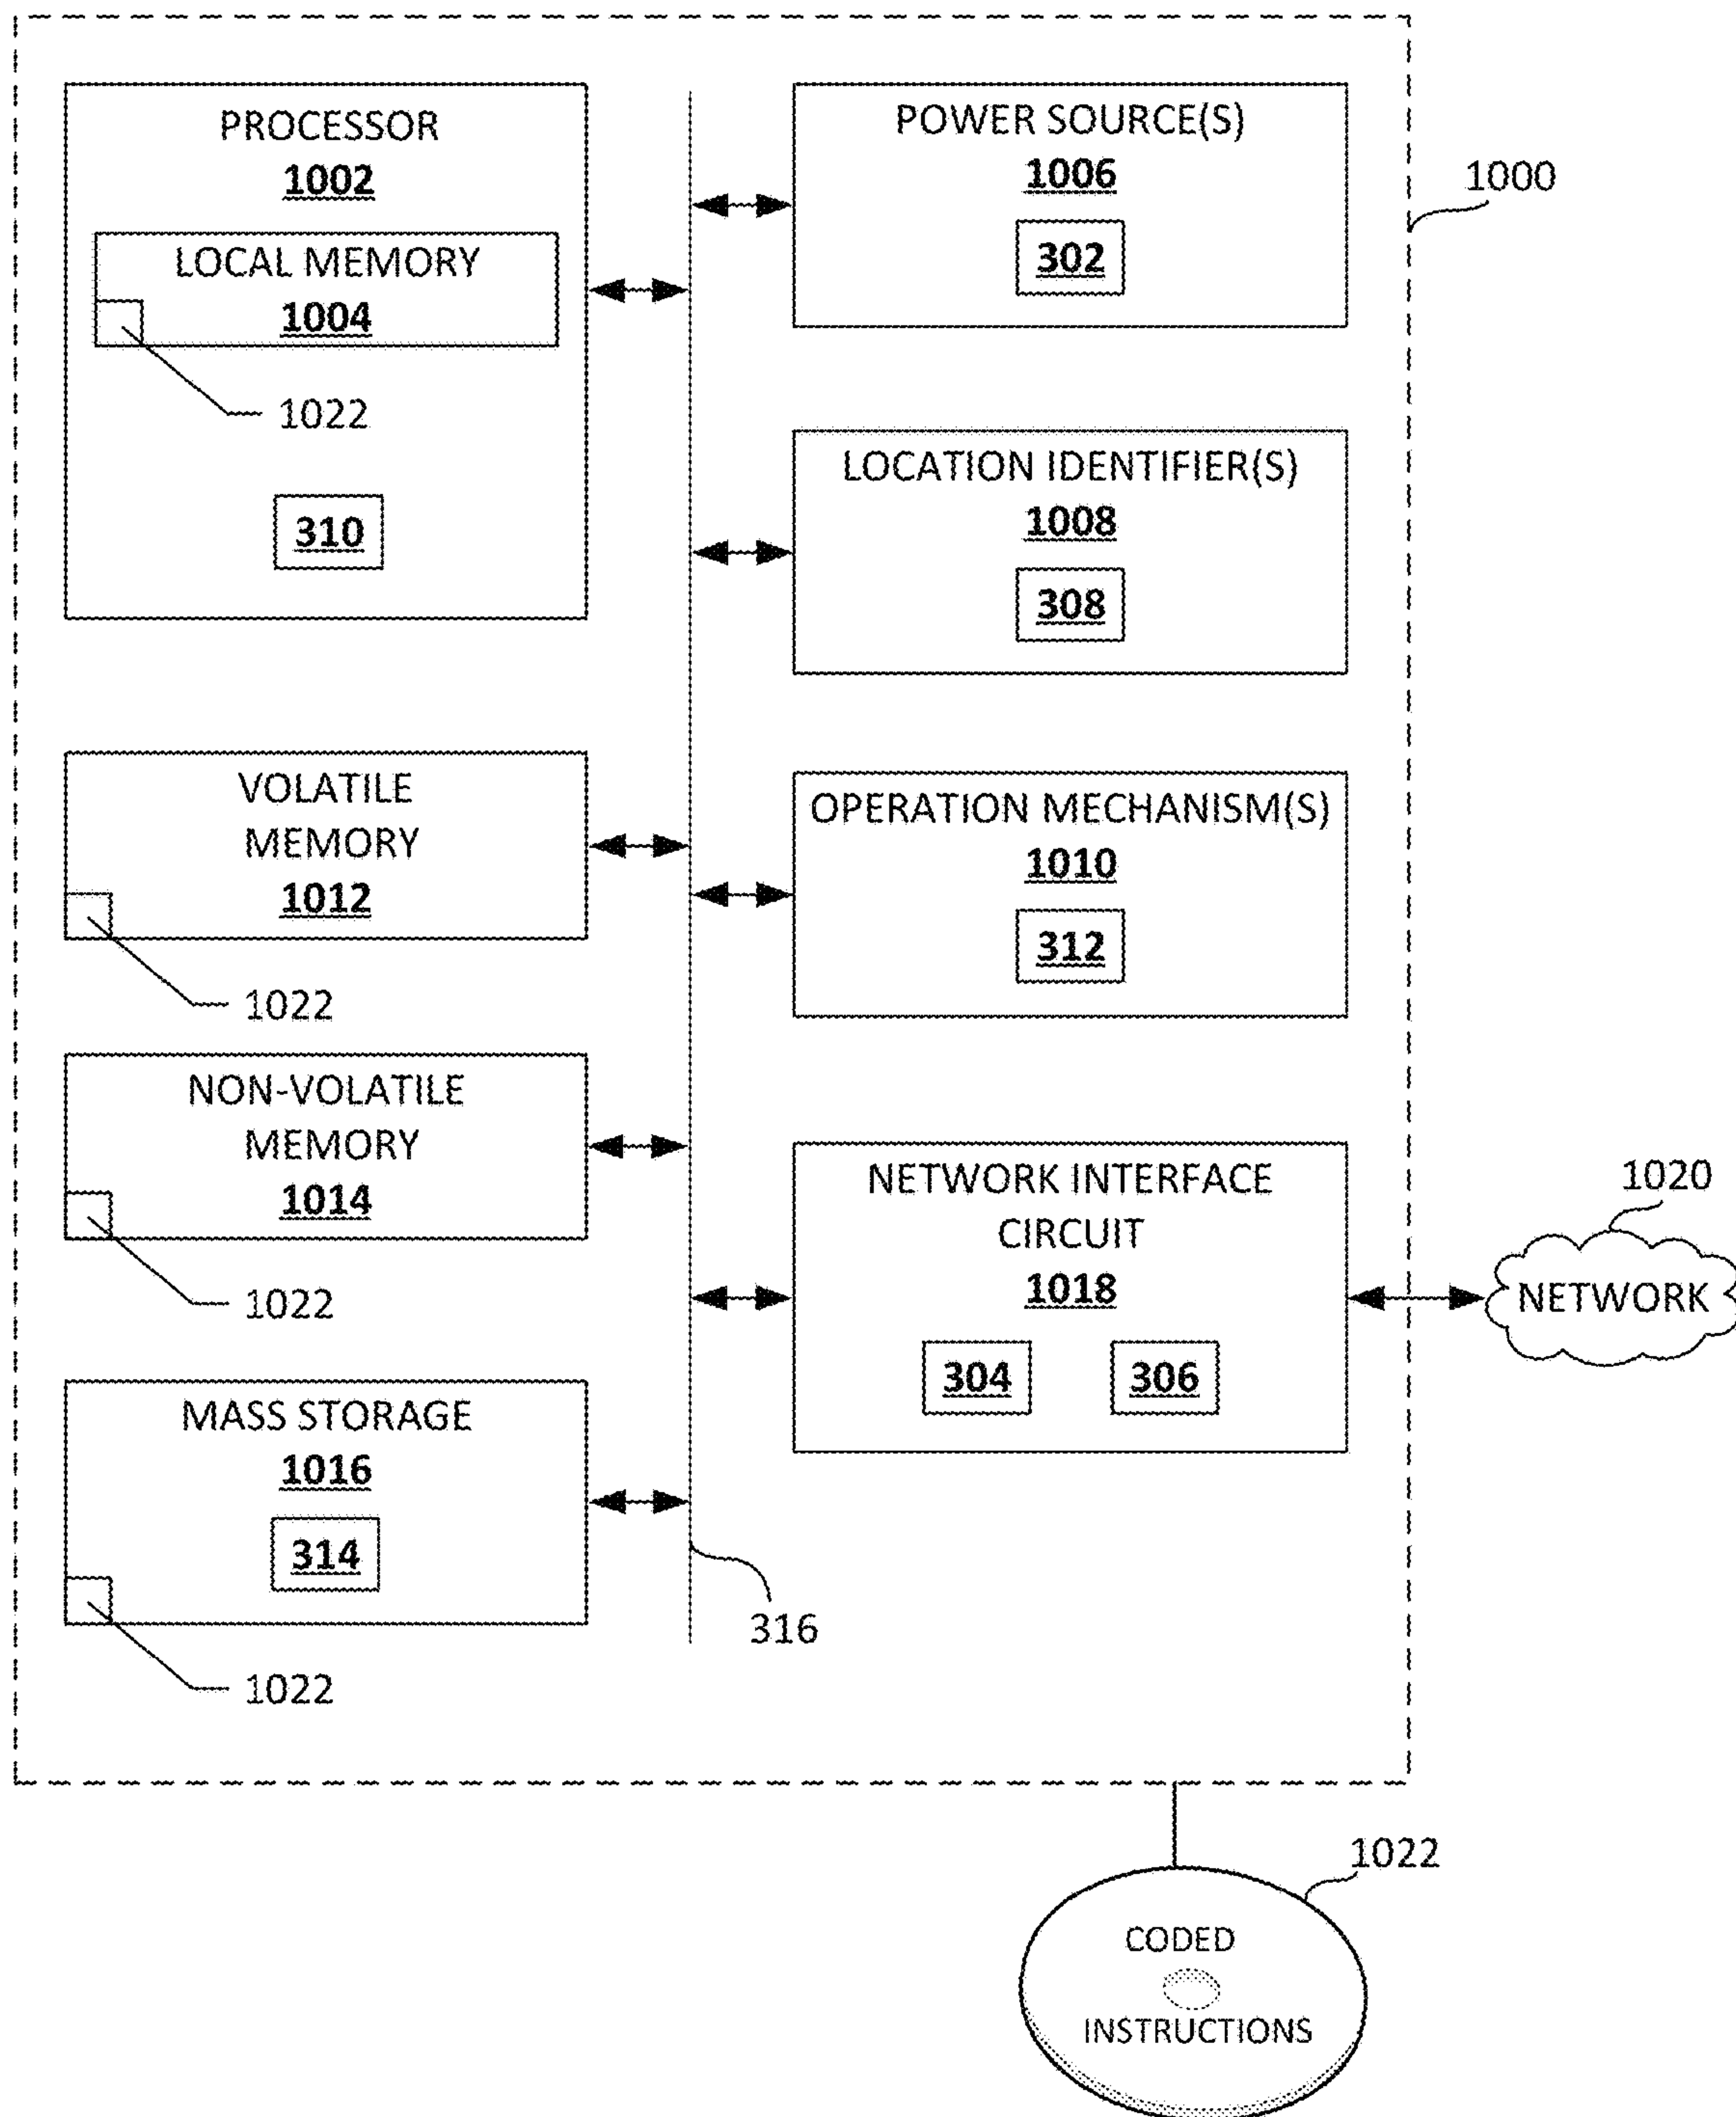 PROCESSOR
1002
LOCAL MEMORY
1004
1022
310
VOLATILE
MEMORY
1012
1022
NON-VOLATILE
MEMORY
1014
1022
MASS STORAGE
1016
314
1022
316
POWER SOURCE(S)
1006
302
LOCATION IDENTIFIER(S)
1008
308
OPERATION MECHANISM(S)
1010
312
NETWORK INTERFACE
CIRCUIT
1018
304 306
1000
1020
NETWORK
1022
CODED
INSTRUCTIONS